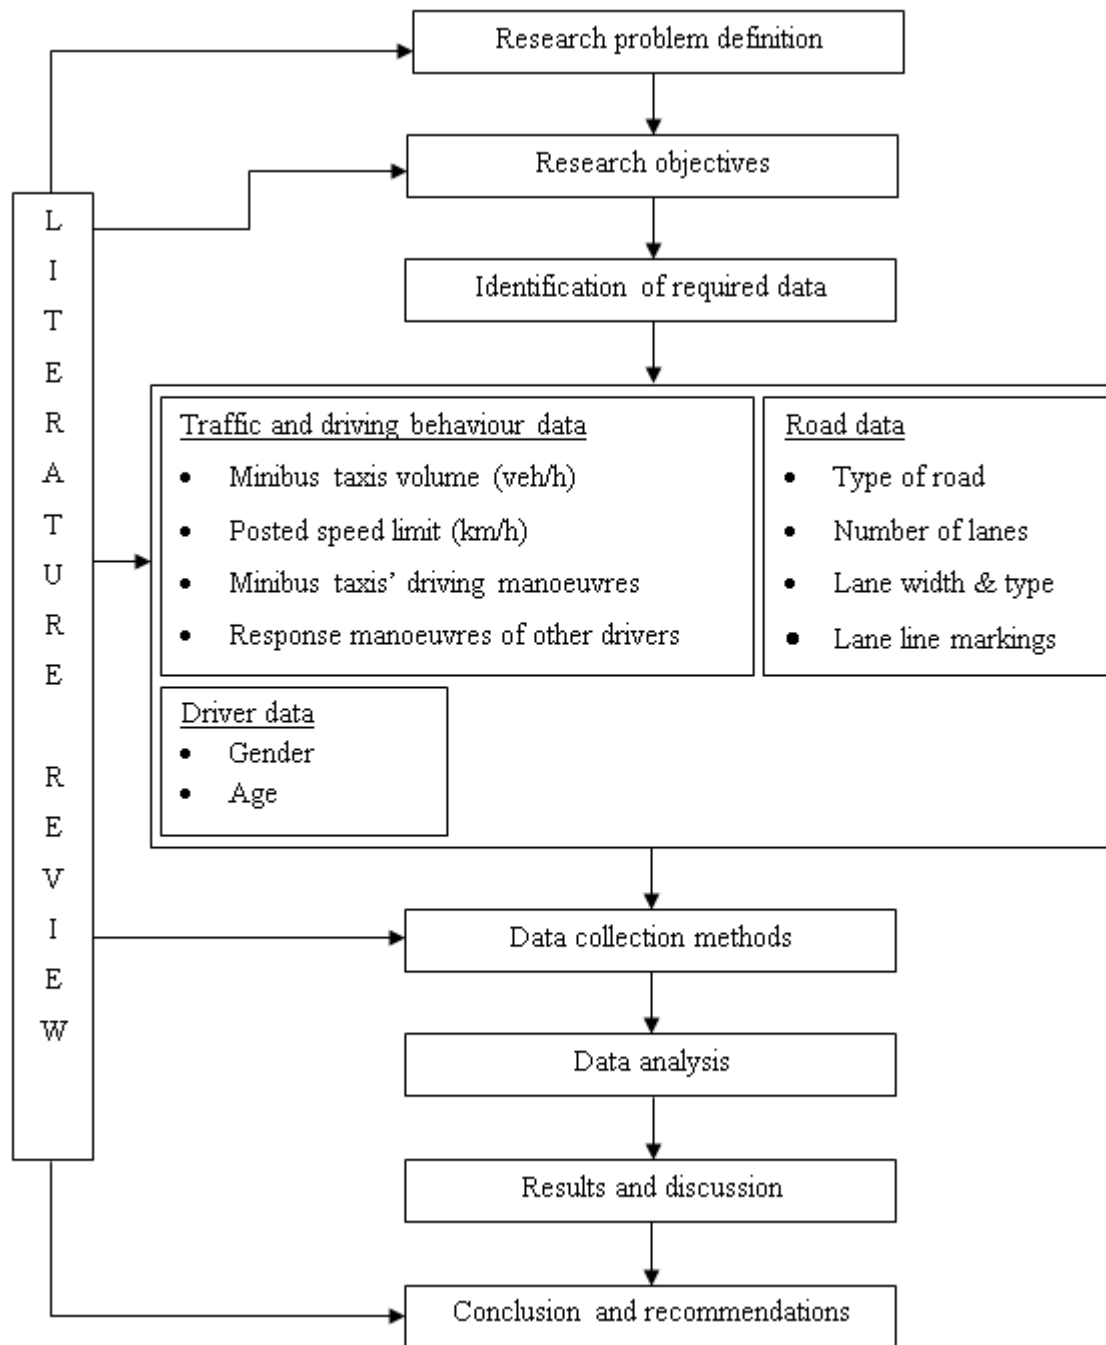 Research problem definition
Research objectives
Identification of required data
LITERATURE REVIEW
Traffic and driving behaviour data
• Minibus taxis volume (veh/h)
• Posted speed limit (km/h)
• Minibus taxis’ driving manoeuvres
• Response manoeuvres of other drivers
Road data
• Type of road
• Number of lanes
• Lane width & type
• Lane line markings
Driver data
• Gender
• Age
Data collection methods
Data analysis
Results and discussion
Conclusion and recommendations